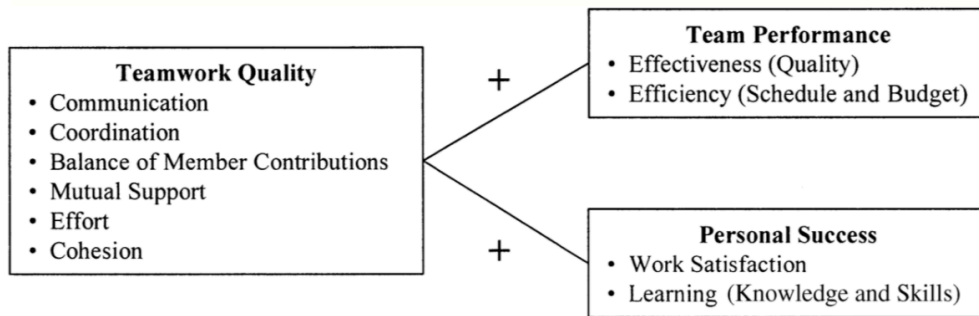 Teamwork Quality
• Communication
• Coordination
• Balance of Member Contributions
• Mutual Support
• Effort
• Cohesion
+
+
Team Performance
• Effectiveness (Quality)
• Efficiency (Schedule and Budget)
Personal Success
• Work Satisfaction
• Learning (Knowledge and Skills)